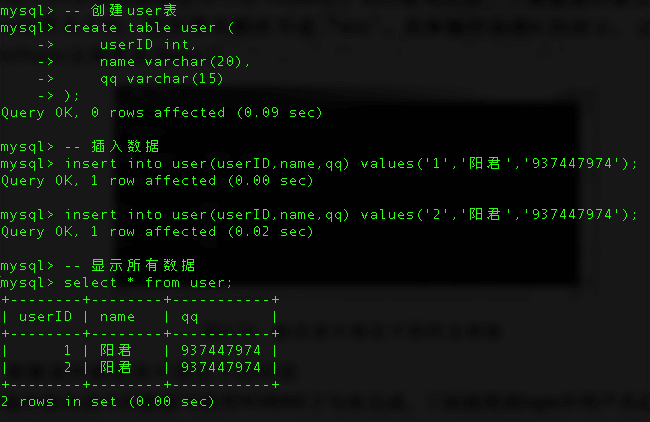 mysql> -- 创建user表
mysql> create table user (
    ->     userID int,
    ->     name varchar(20),
    ->     qq varchar(15)
    -> );
Query OK, 0 rows affected (0.09 sec)
mysql> -- 插入数据
mysql> insert into user(userID,name,qq) values('1','阳君','937447974');
Query OK, 1 row affected (0.00 sec)
mysql> insert into user(userID,name,qq) values('2','阳君','937447974');
Query OK, 1 row affected (0.02 sec)
mysql> -- 显示所有数据
mysql> select * from user;
+--------+--------+-----------+
| userID | name   | qq        |
+--------+--------+-----------+
|      1 | 阳君   | 937447974 |
|      2 | 阳君   | 937447974 |
+--------+--------+-----------+
2 rows in set (0.00 sec)